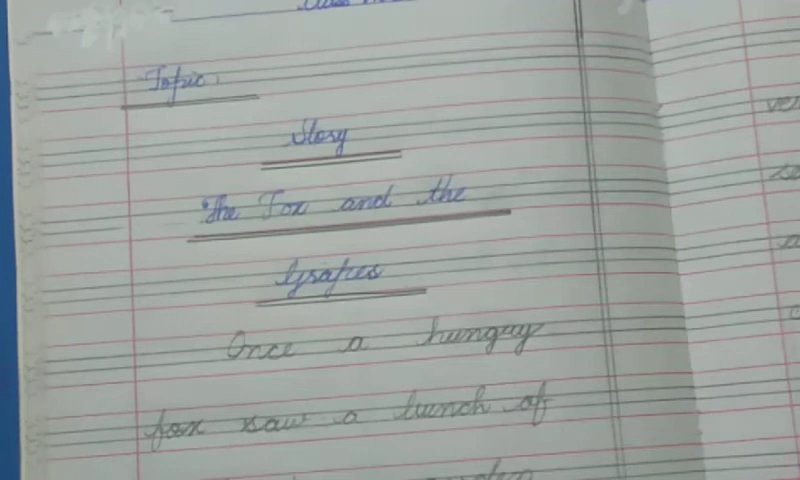 Topic.
Story
The Fox and the
Grapes
Once a hungry
fox saw a bunch of